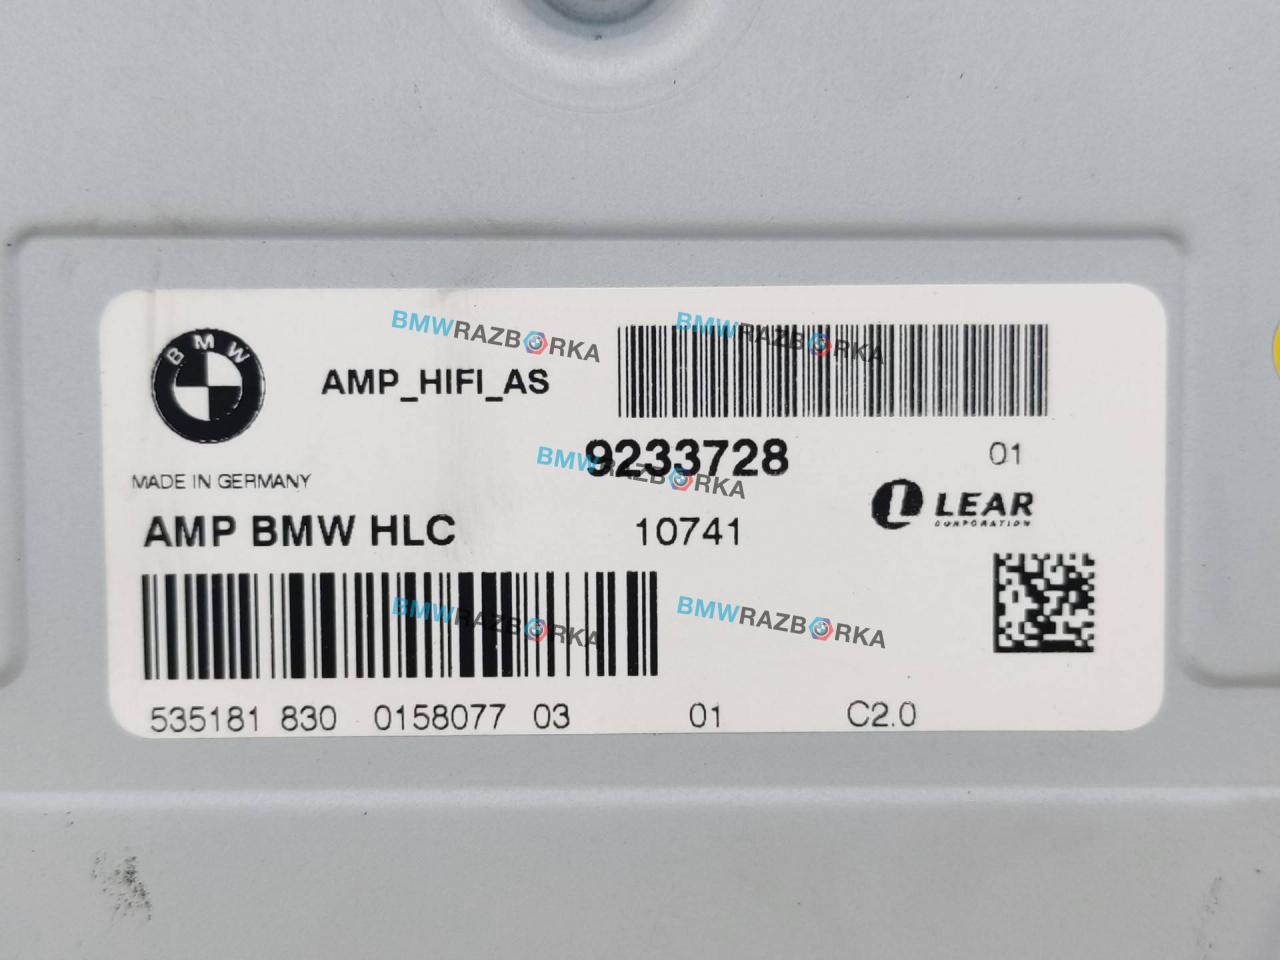 BMW
AMP_HIFI_AS
BMWRAZBORKA
BMWRAZBORKA
9233728
01
MADE IN GERMANY
BMWRAZBORKA
LEAR
CORPORATION
AMP BMW HLC
10741
BMWRAZBORKA
BMWRAZBORKA
535181 830 0158077 03 01 C2.0